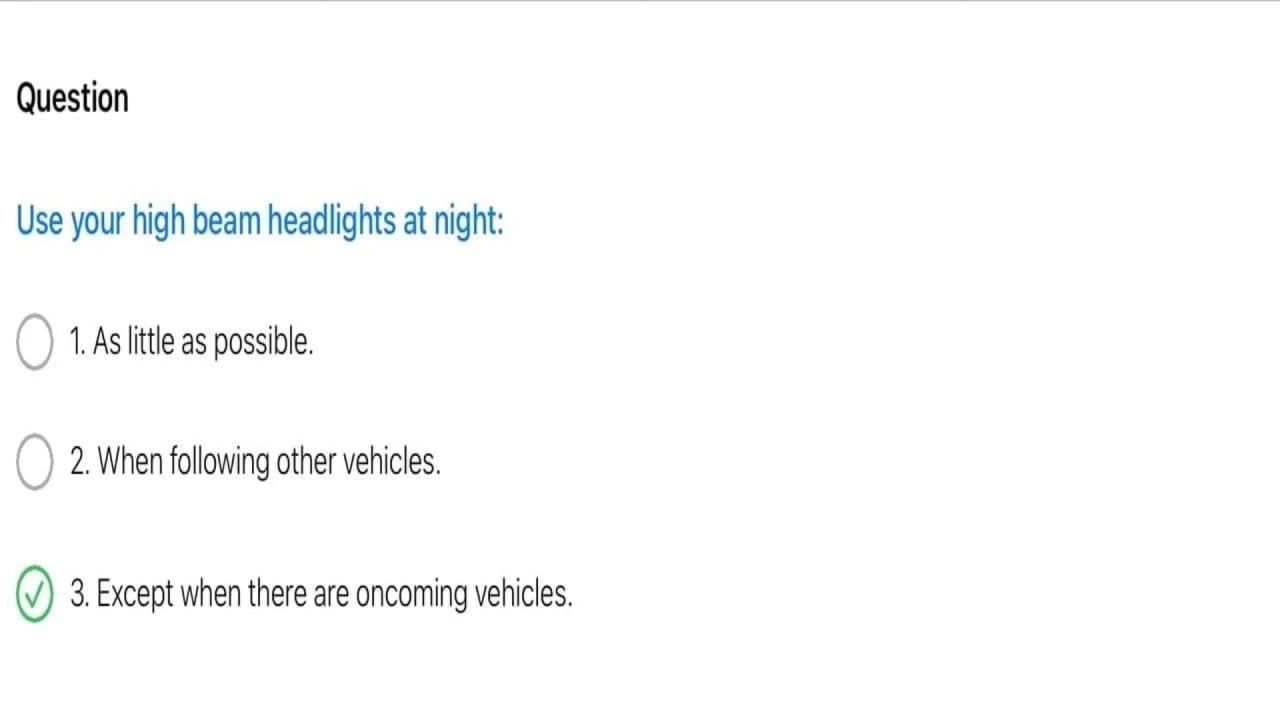 Question
Use your high beam headlights at night:
1. As little as possible.
2. When following other vehicles.
3. Except when there are oncoming vehicles.